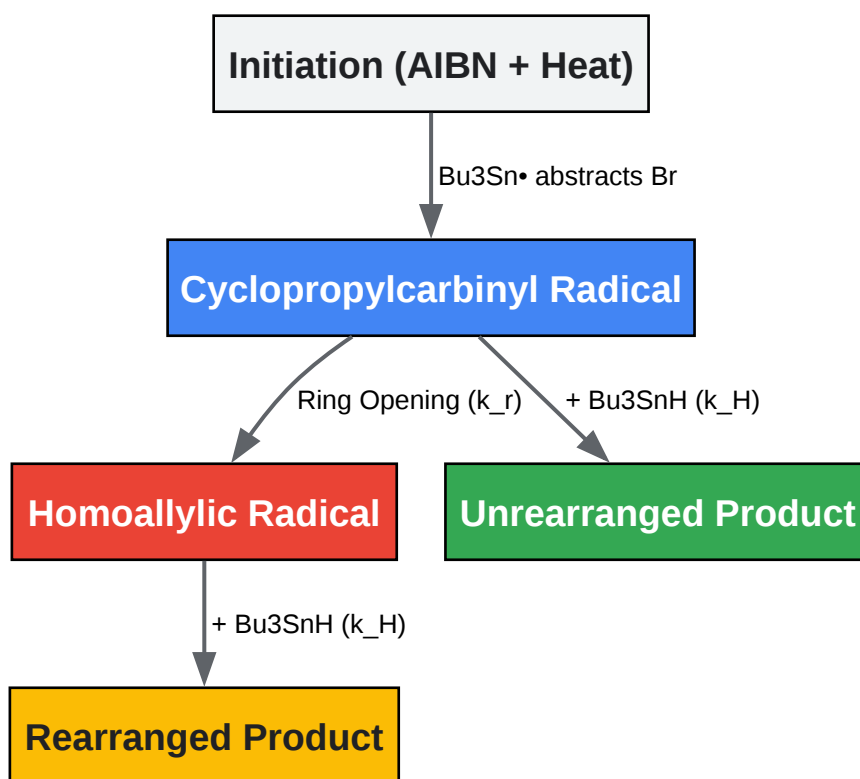 Initiation (AIBN + Heat)
Bu3Sn• abstracts Br
Cyclopropylcarbinyl Radical
Ring Opening (k_r)
+ Bu3SnH (k_H)
Homoallylic Radical
Unrearranged Product
+ Bu3SnH (k_H)
Rearranged Product